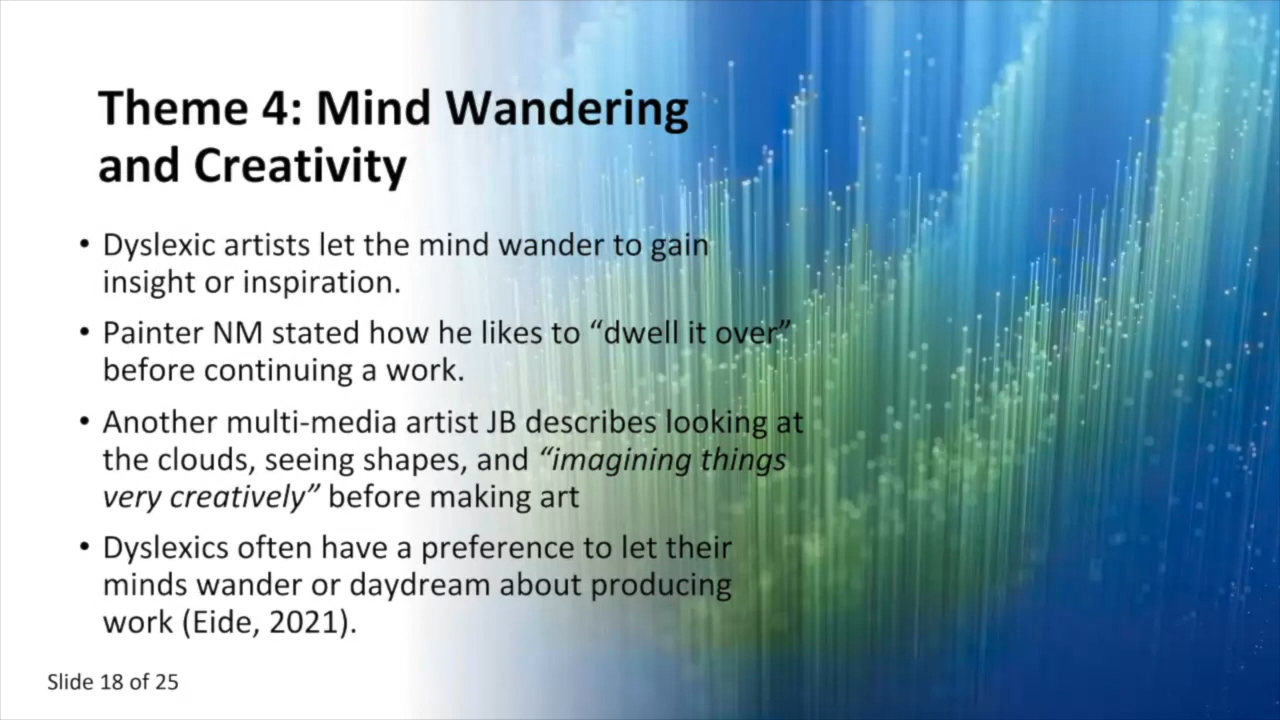 Theme 4: Mind Wandering
and Creativity
• Dyslexic artists let the mind wander to gain
insight or inspiration.
• Painter NM stated how he likes to “dwell it over”
before continuing a work.
• Another multi-media artist JB describes looking at
the clouds, seeing shapes, and “imagining things
very creatively” before making art
• Dyslexics often have a preference to let their
minds wander or daydream about producing
work (Eide, 2021).
Slide 18 of 25